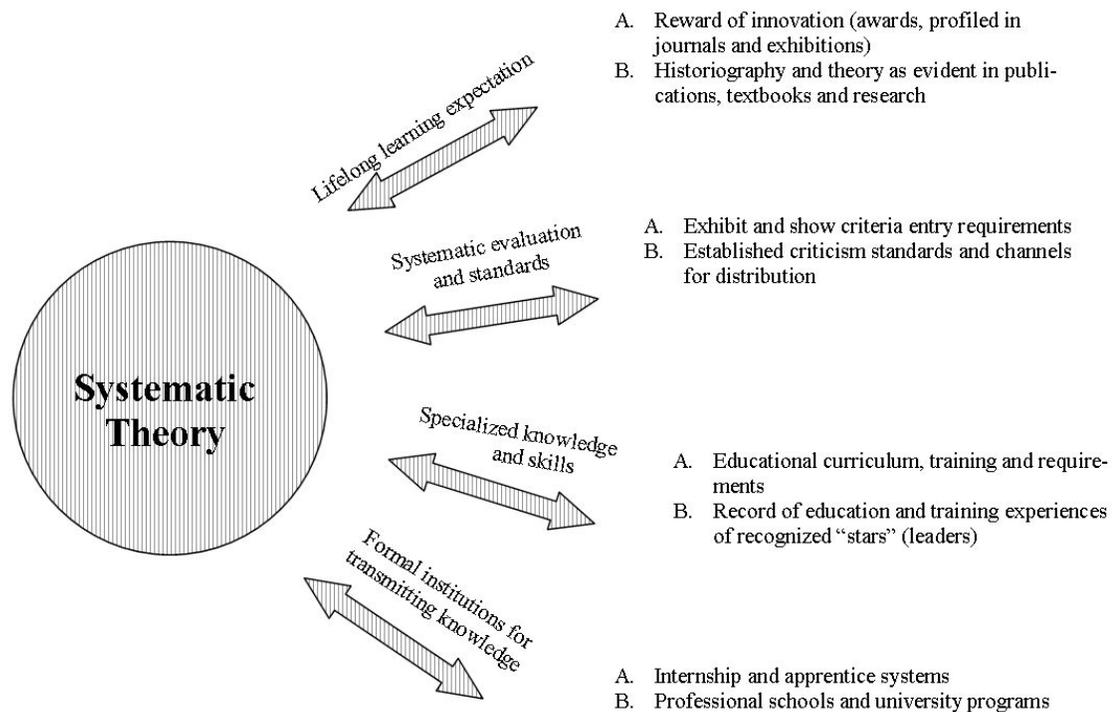 A. Reward of innovation (awards, profiled in
journals and exhibitions)
B. Historiography and theory as evident in publi-
cations, textbooks and research
Lifelong learning expectation
A. Exhibit and show criteria entry requirements
B. Established criticism standards and channels
for distribution
Systematic evaluation
and standards
Systematic
Theory
Specialized knowledge
and skills
A. Educational curriculum, training and require-
ments
B. Record of education and training experiences
of recognized “stars” (leaders)
Formal institutions for
transmitting knowledge
A. Internship and apprentice systems
B. Professional schools and university programs